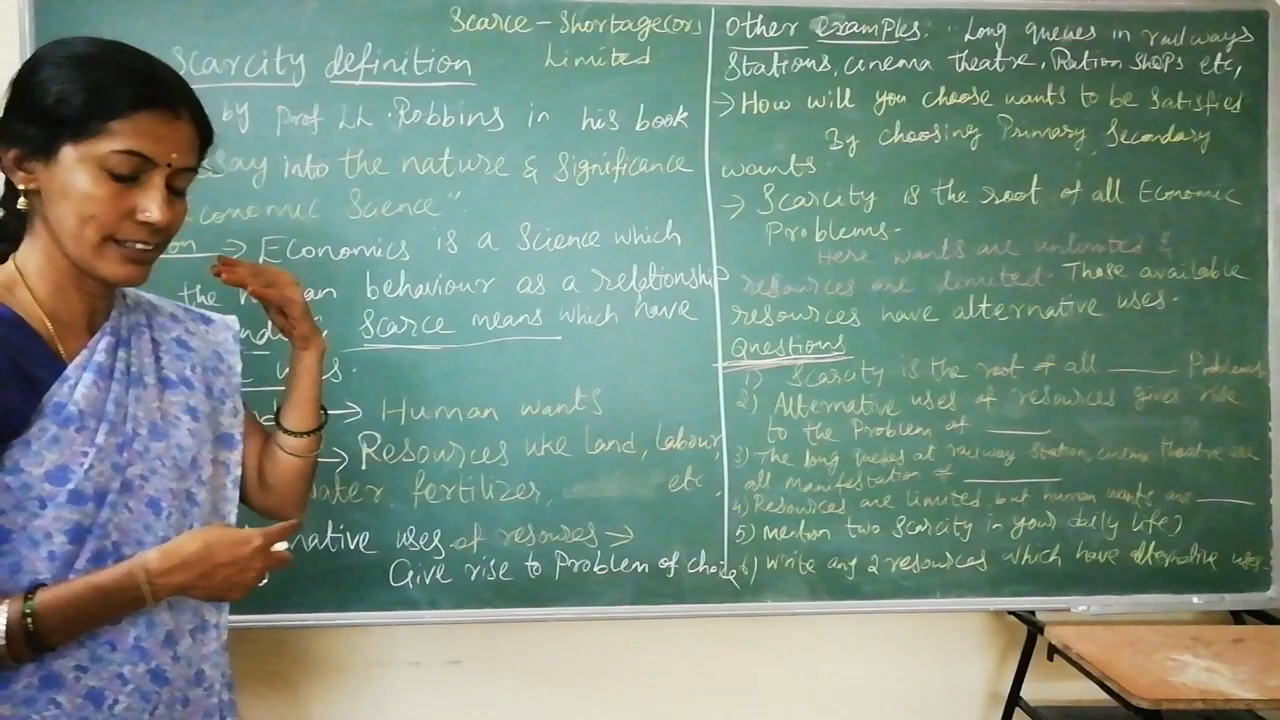 Scarce - Shortage (or)
Limited
Scarcity definition
by Prof LL. Robbins in his book
say into the nature & significance
conomic Science".
on → Economics is a science which
the human behaviour as a relationship
Scarce means which have
→ Human wants
→ Resources like Land, Labour,
water fertilizer, etc
native uses of resources →
Give rise to Problem of choice
Other examples: Long queues in railways
Stations, cinema theatre, Ration shops etc,
→ How will you choose wants to be satisfied
By choosing Primary, Secondary
wants
→ Scarcity is the root of all Economic
Problems.
Here wants are unlimited &
resources are limited. Those available
resources have alternative uses.
Questions
1) Scarcity is the root of all ____ Problems
2) Alternative uses of resources gives rise
to the Problem of ____
3) The long queues at railway station, cinema theatre are
all manifestation of ____
4) Resources are limited but human wants are ____
5) Mention two scarcity in your daily life?
6) Write any 2 resources which have alternative uses.